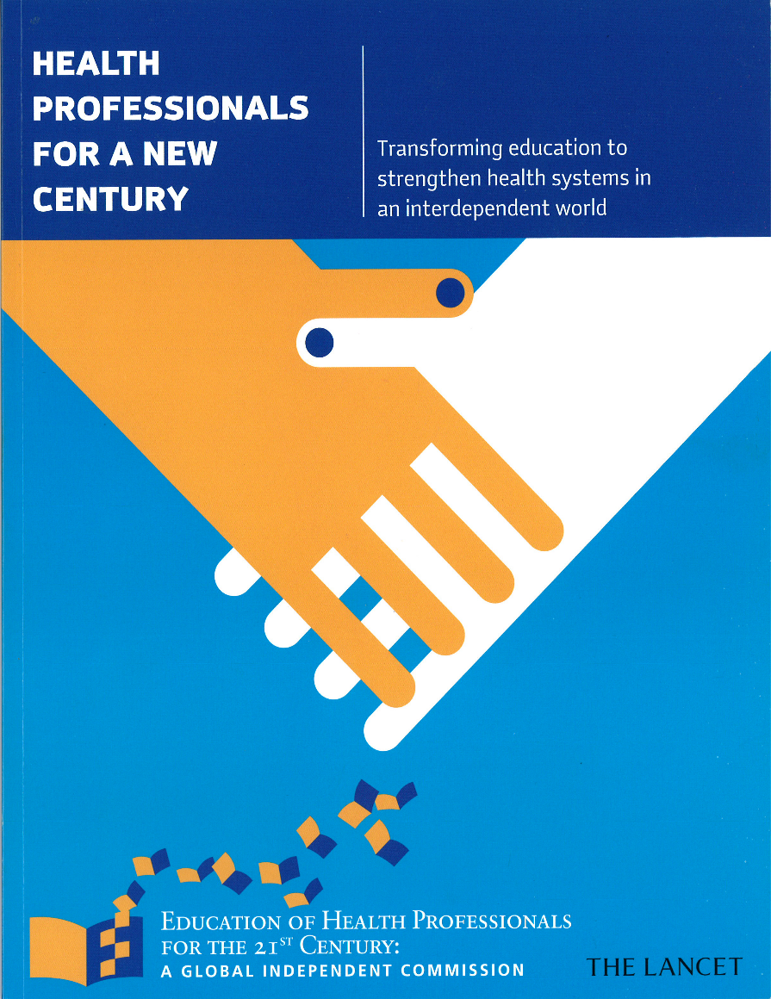 HEALTH
PROFESSIONALS
FOR A NEW
CENTURY
Transforming education to
strengthen health systems in
an interdependent world
Education of Health Professionals
for the 21st Century:
A GLOBAL INDEPENDENT COMMISSION
THE LANCET